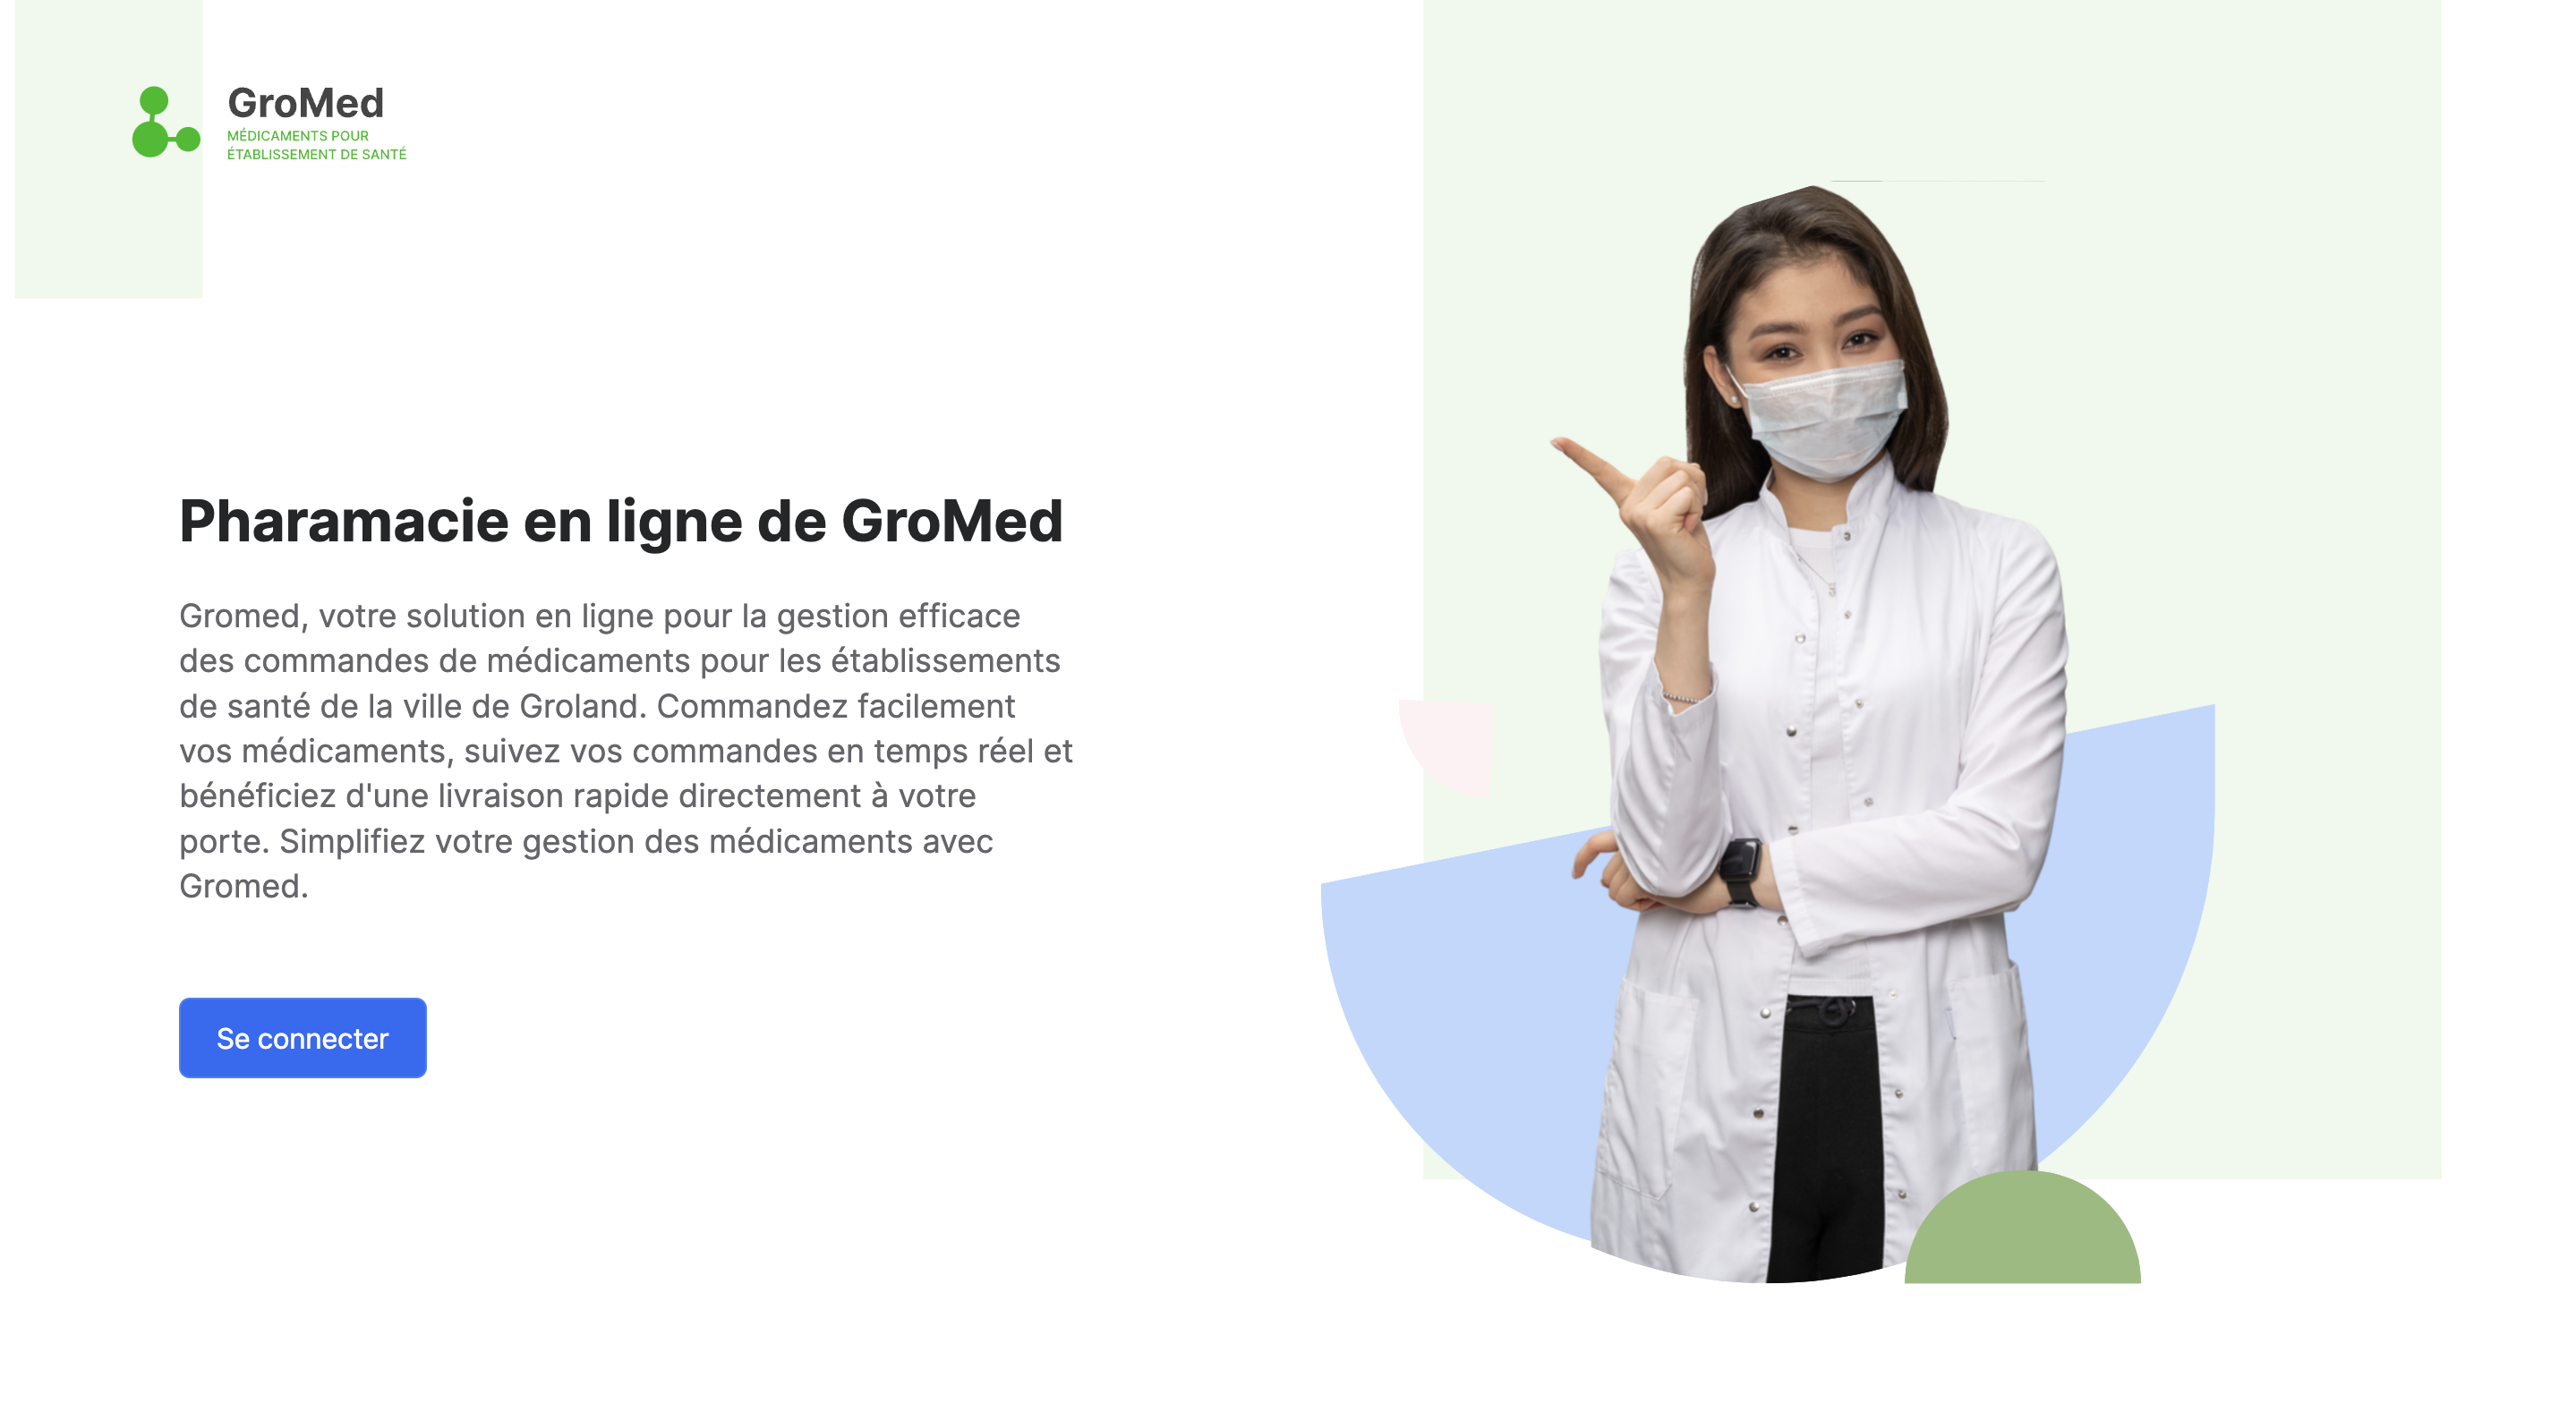 GroMed
MÉDICAMENTS POUR
ÉTABLISSEMENT DE SANTÉ
Pharamacie en ligne de GroMed
Gromed, votre solution en ligne pour la gestion efficace
des commandes de médicaments pour les établissements
de santé de la ville de Groland. Commandez facilement
vos médicaments, suivez vos commandes en temps réel et
bénéficiez d'une livraison rapide directement à votre
porte. Simplifiez votre gestion des médicaments avec
Gromed.
Se connecter